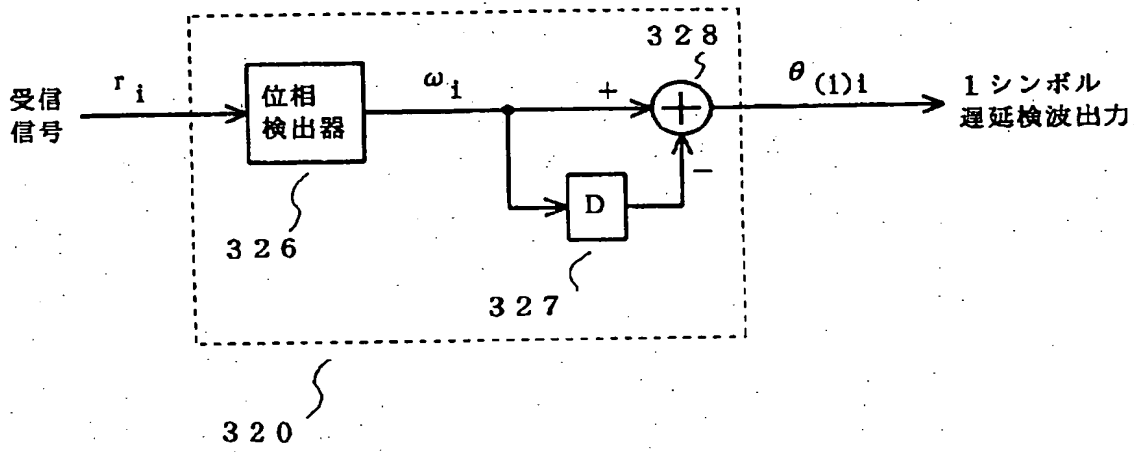 受信
信号
r i
位相
検出器
326
ω i
+
328
+
−
D
327
θ (1)i
1シンボル
遅延検波出力
320